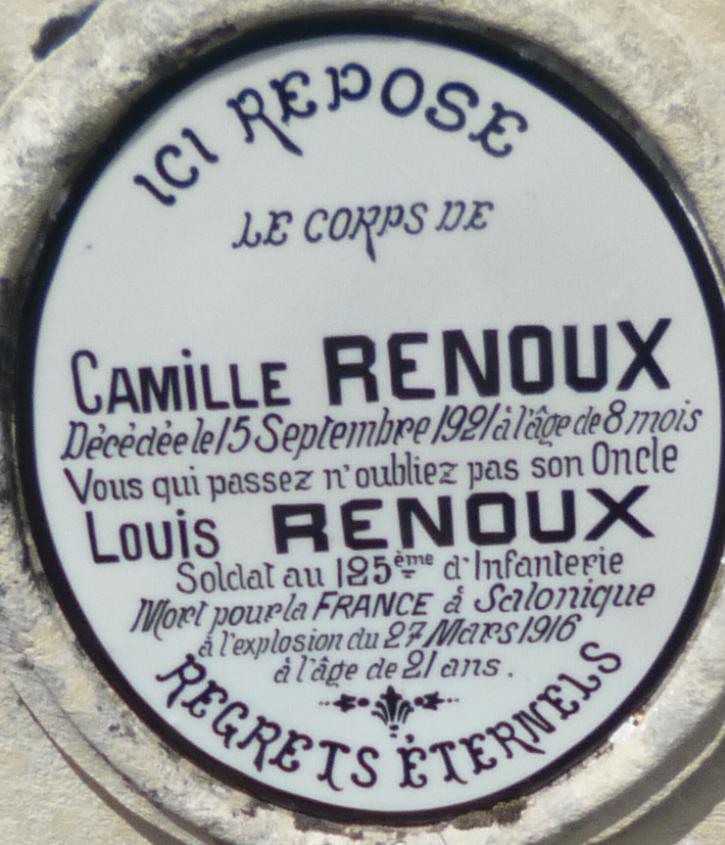 ICI REPOSE
LE CORPS DE
CAMILLE RENOUX
Décédée le 15 Septembre 1921 à l'âge de 8 mois
Vous qui passez n'oubliez pas son Oncle
LOUIS RENOUX
Soldat au 125ème d'Infanterie
Mort pour la FRANCE à Salonique
à l'explosion du 27 Mars 1916
à l'âge de 21 ans.
REGRETS ÉTERNELS